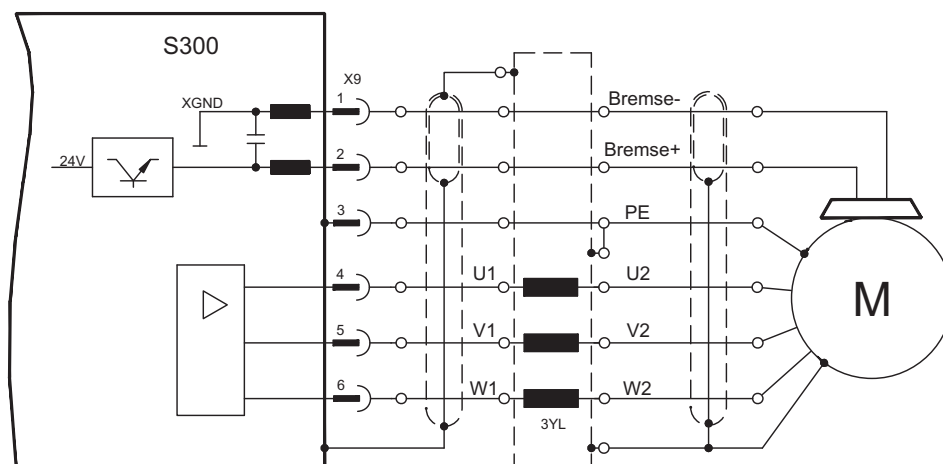 S300
X9
XGND
1
Bremse-
24V
2
Bremse+
3
PE
4
U1
U2
M
5
V1
V2
6
W1
W2
3YL